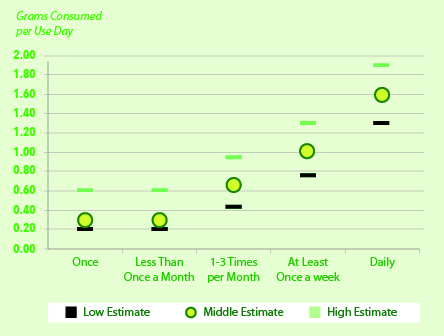 Grams Consumed
per Use Day
2.00
1.80
1.60
1.40
1.20
1.00
0.80
0.60
0.40
0.20
0.00
Once
Less Than
Once a Month
1-3 Times
per Month
At Least
Once a week
Daily
Low Estimate
Middle Estimate
High Estimate